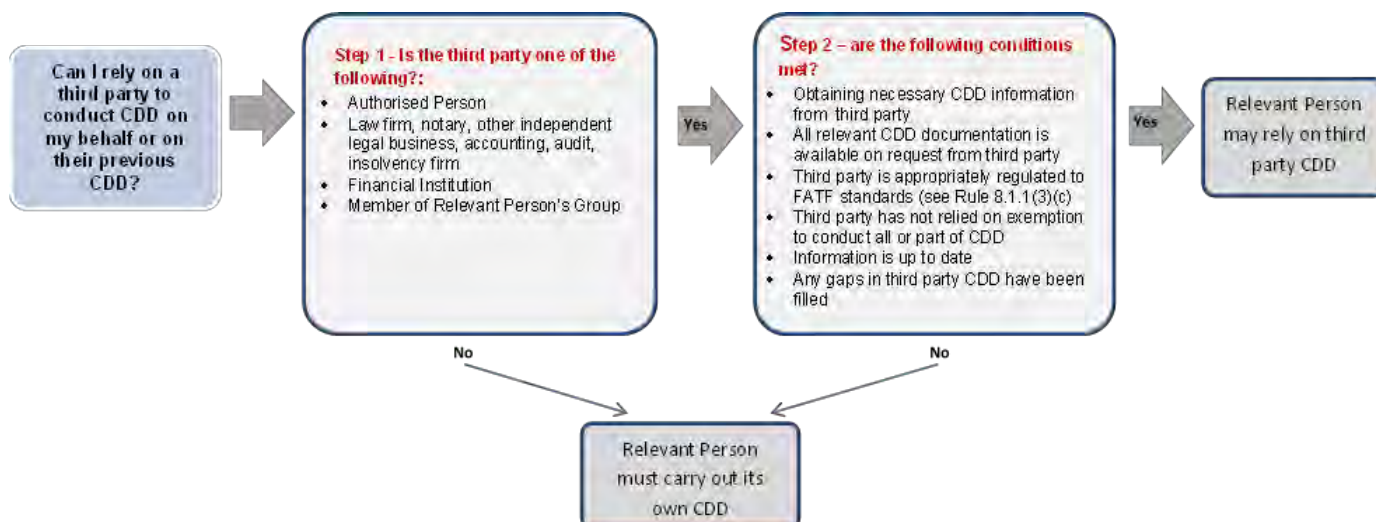 Can I rely on a
third party to
conduct CDD on
my behalf or on
their previous
CDD?
Step 1 - Is the third party one of the
following?:
• Authorised Person
• Law firm, notary, other independent
legal business, accounting, audit,
insolvency firm
• Financial Institution
• Member of Relevant Person's Group
Yes
Step 2 – are the following conditions
met?
• Obtaining necessary CDD information
from third party
• All relevant CDD documentation is
available on request from third party
• Third party is appropriately regulated to
FATF standards (see Rule 8.1.1(3)(c)
• Third party has not relied on exemption
to conduct all or part of CDD
• Information is up to date
• Any gaps in third party CDD have been
filled
Yes
Relevant Person
may rely on third
party CDD
No
No
Relevant Person
must carry out its
own CDD